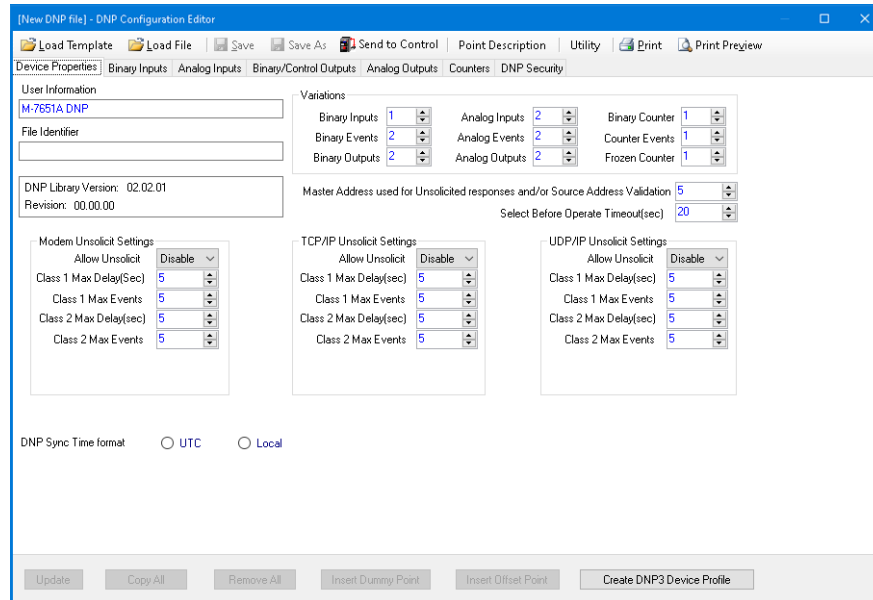 [New DNP file] - DNP Configuration Editor
Load Template Load File Save Save As Send to Control Point Description Utility Print Print Preview
Device Properties Binary Inputs Analog Inputs Binary/Control Outputs Analog Outputs Counters DNP Security
User Information
M-7651A DNP
File Identifier
DNP Library Version: 02.02.01
Revision: 00.00.00
Variations
Binary Inputs 1 Analog Inputs 2 Binary Counter 1
Binary Events 2 Analog Events 2 Counter Events 1
Binary Outputs 2 Analog Outputs 2 Frozen Counter 1
Master Address used for Unsolicited responses and/or Source Address Validation 5
Select Before Operate Timeout(sec) 20
Modem Unsolicit Settings
Allow Unsolicit Disable
Class 1 Max Delay(Sec) 5
Class 1 Max Events 5
Class 2 Max Delay(sec) 5
Class 2 Max Events 5
TCP/IP Unsolicit Settings
Allow Unsolicit Disable
Class 1 Max Delay(sec) 5
Class 1 Max Events 5
Class 2 Max Delay(sec) 5
Class 2 Max Events 5
UDP/IP Unsolicit Settings
Allow Unsolicit Disable
Class 1 Max Delay(sec) 5
Class 1 Max Events 5
Class 2 Max Delay(sec) 5
Class 2 Max Events 5
DNP Sync Time format UTC Local
Update Copy All Remove All Insert Dummy Point Insert Offset Point Create DNP3 Device Profile